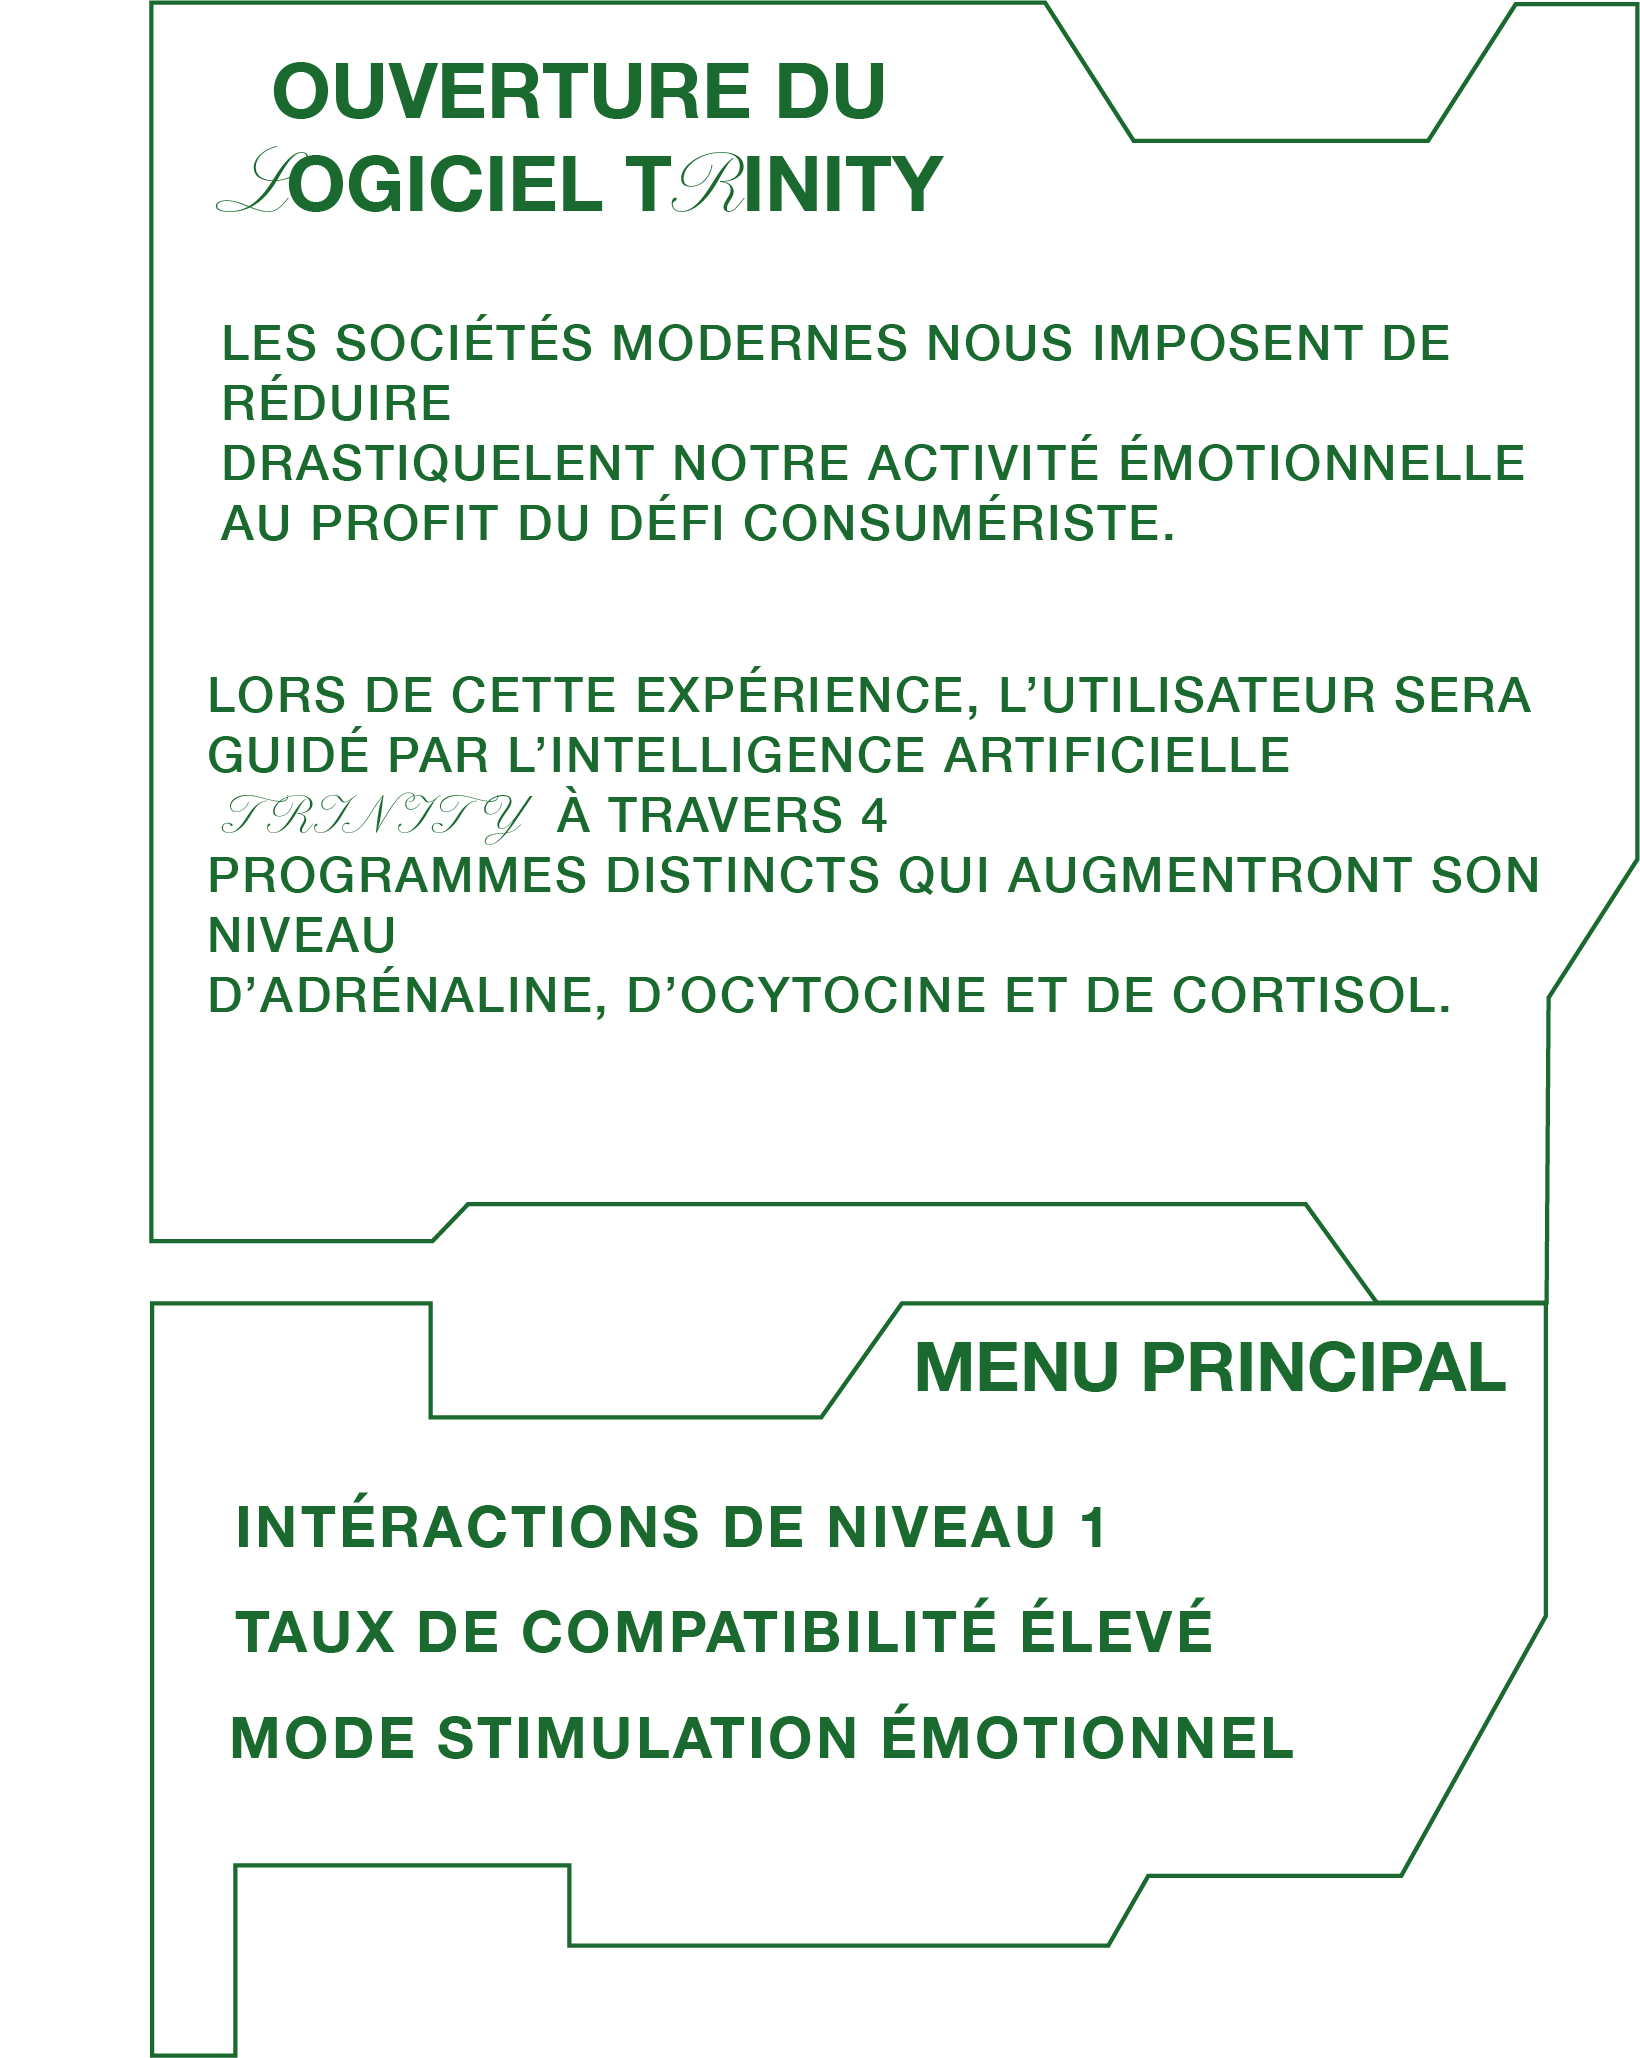 OUVERTURE DU
LOGICIEL TRINITY
LES SOCIÉTÉS MODERNES NOUS IMPOSENT DE
RÉDUIRE
DRASTIQUELENT NOTRE ACTIVITÉ ÉMOTIONNELLE
AU PROFIT DU DÉFI CONSUMÉRISTE.
LORS DE CETTE EXPÉRIENCE, L’UTILISATEUR SERA
GUIDÉ PAR L’INTELLIGENCE ARTIFICIELLE
TRINITY À TRAVERS 4
PROGRAMMES DISTINCTS QUI AUGMENTRONT SON
NIVEAU
D’ADRÉNALINE, D’OCYTOCINE ET DE CORTISOL.
MENU PRINCIPAL
INTÉRACTIONS DE NIVEAU 1
TAUX DE COMPATIBILITÉ ÉLEVÉ
MODE STIMULATION ÉMOTIONNEL